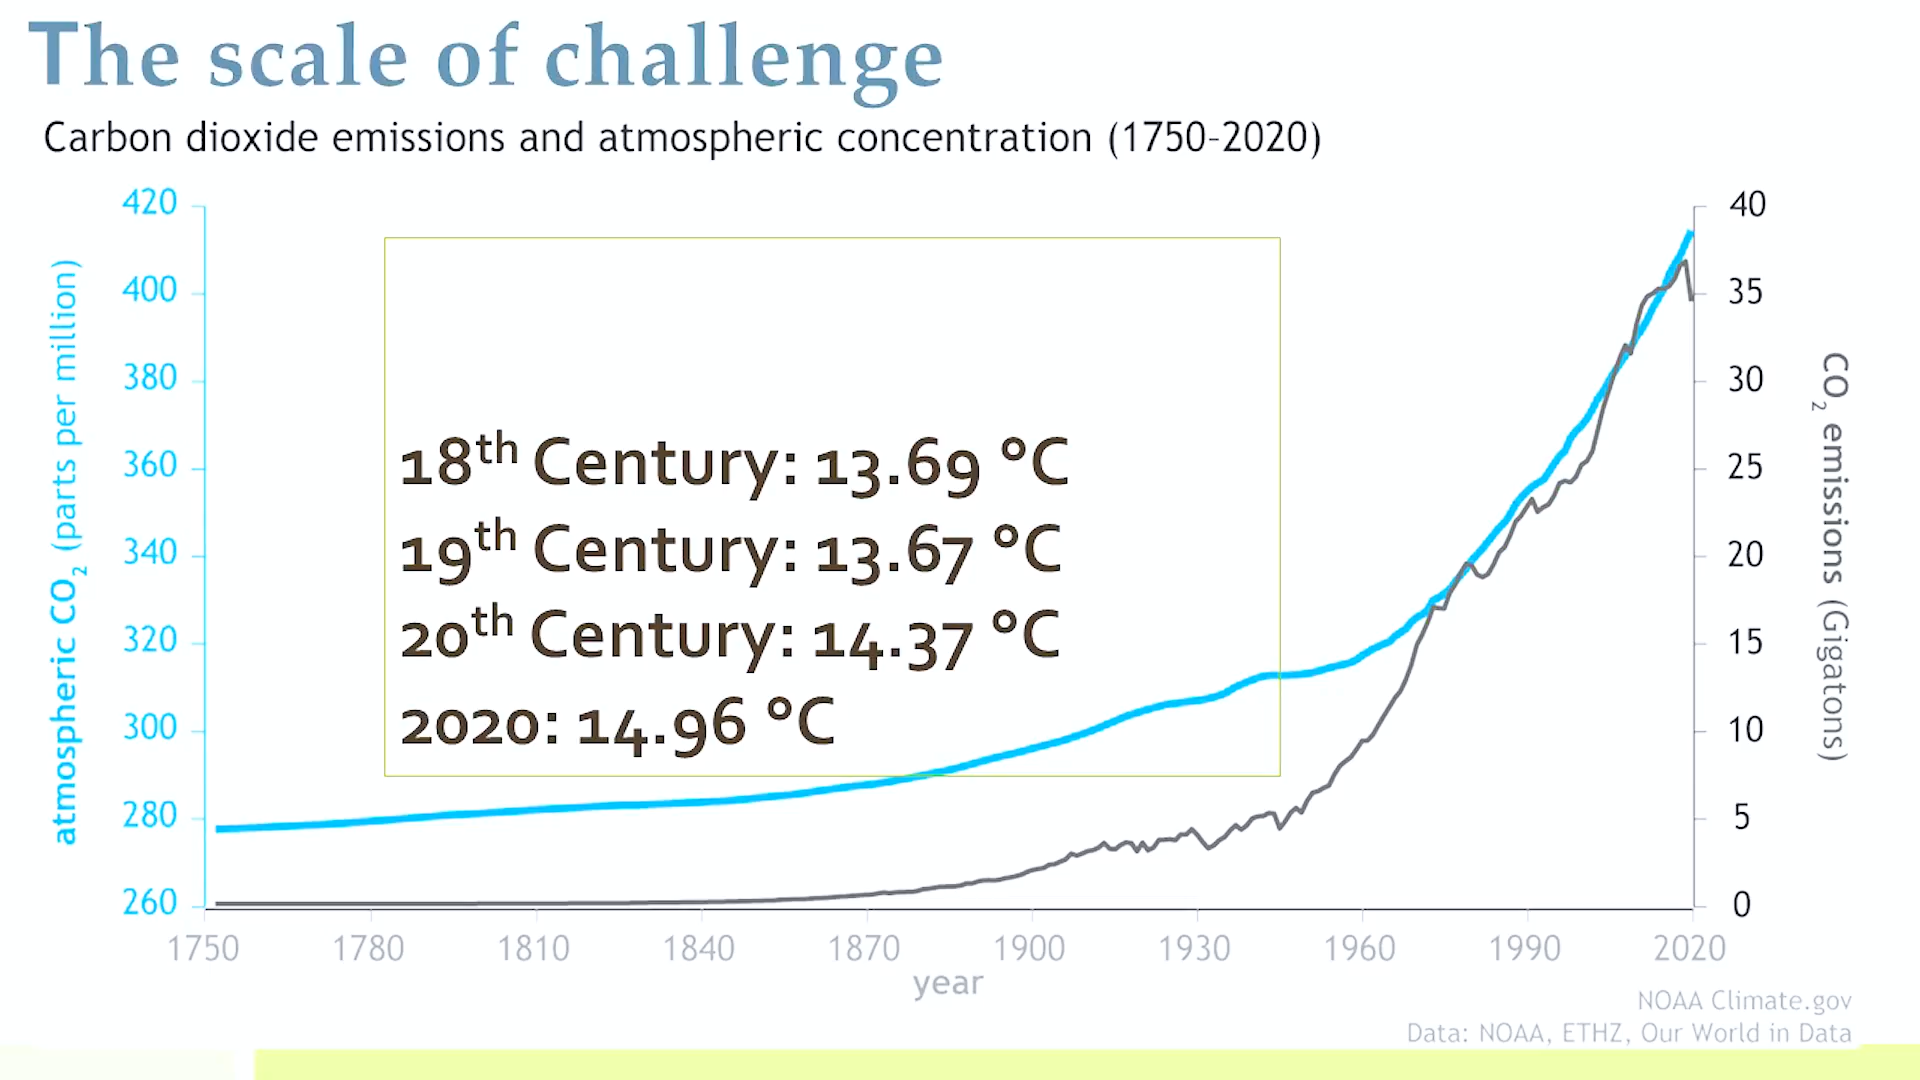 The scale of challenge
Carbon dioxide emissions and atmospheric concentration (1750-2020)
420
400
380
360
340
320
300
280
260
atmospheric CO₂ (parts per million)
18th Century: 13.69 °C
19th Century: 13.67 °C
20th Century: 14.37 °C
2020: 14.96 °C
40
35
30
25
20
15
10
5
0
CO₂ emissions (Gigatons)
1750 1780 1810 1840 1870 1900 1930 1960 1990 2020
year
NOAA Climate.gov
Data: NOAA, ETHZ, Our World in Data